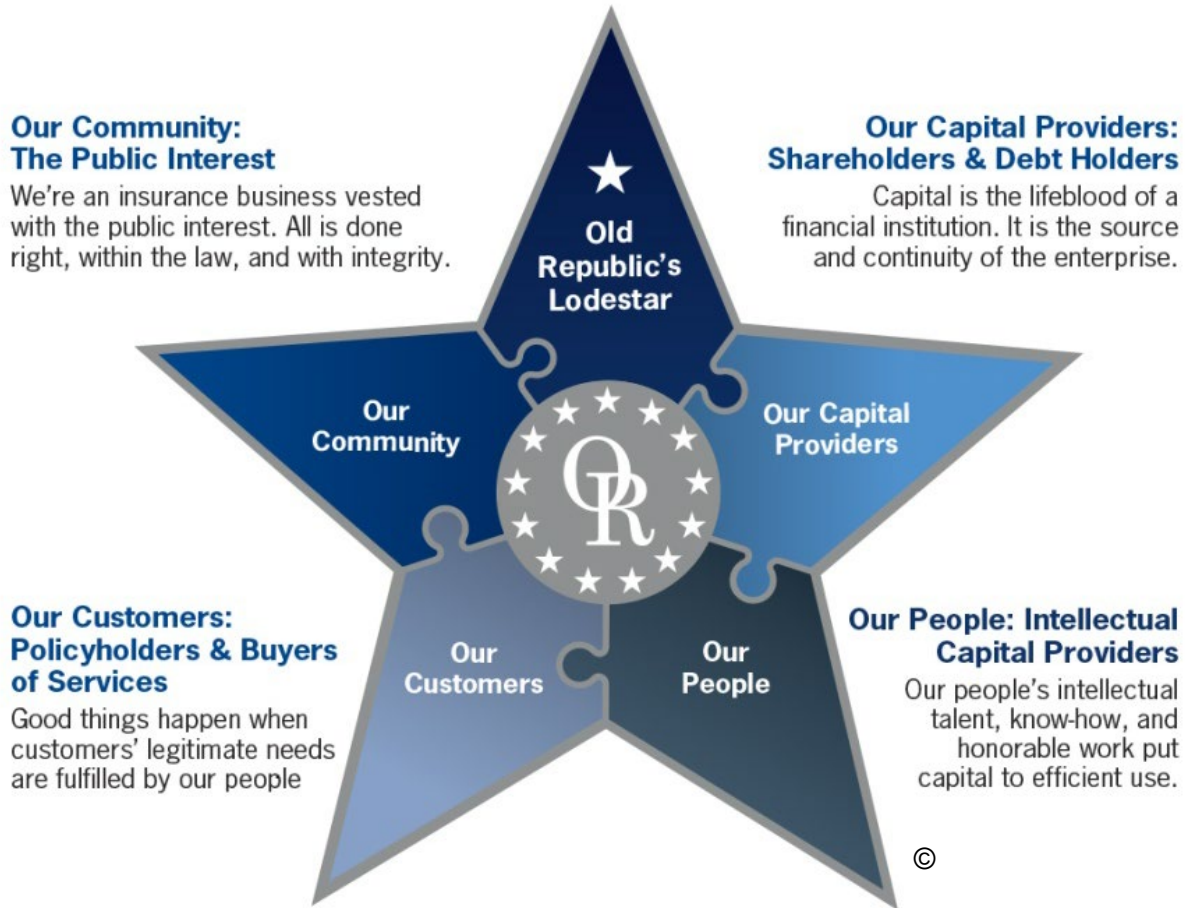 Our Community:
The Public Interest
We’re an insurance business vested
with the public interest. All is done
right, within the law, and with integrity.
Our Capital Providers:
Shareholders & Debt Holders
Capital is the lifeblood of a
financial institution. It is the source
and continuity of the enterprise.
Old
Republic’s
Lodestar
Our
Community
Our Capital
Providers
OR
Our
Customers
Our
People
Our Customers:
Policyholders & Buyers
of Services
Good things happen when
customers’ legitimate needs
are fulfilled by our people
Our People: Intellectual
Capital Providers
Our people’s intellectual
talent, know-how, and
honorable work put
capital to efficient use.
©